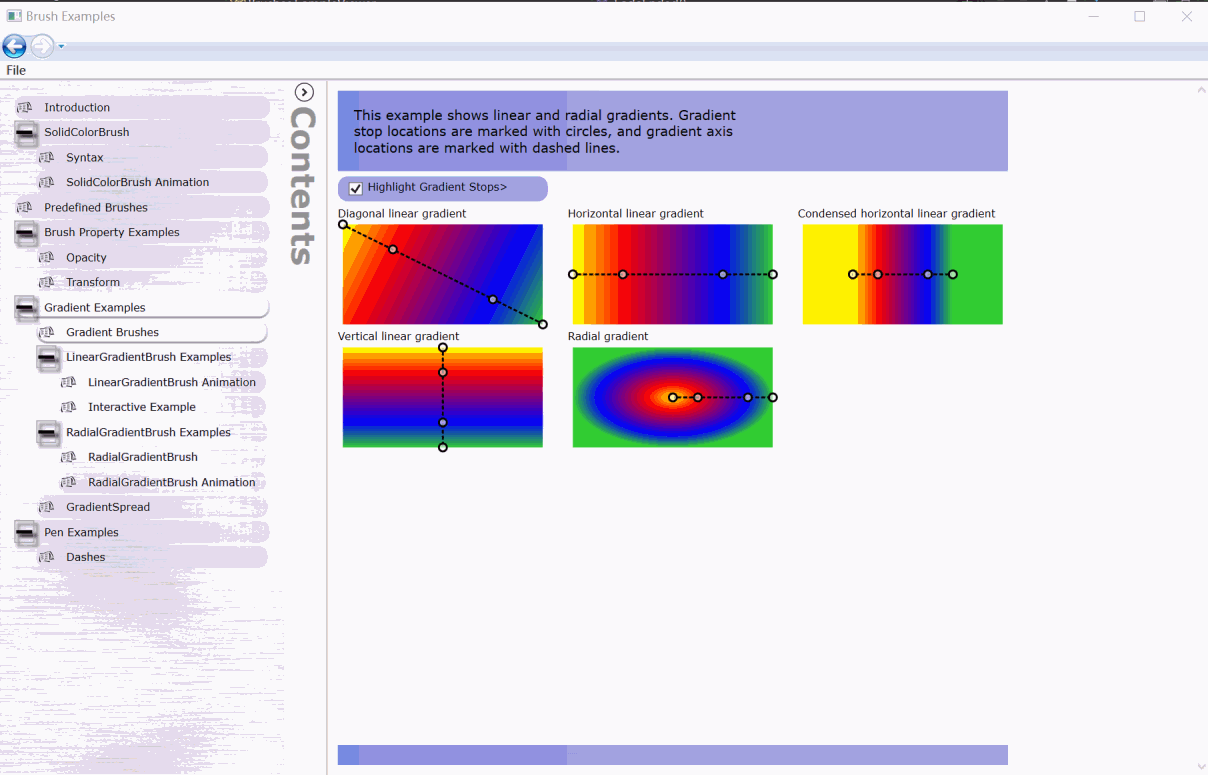 Brush Examples
File
Introduction
SolidColorBrush
Syntax
SolidColorBrush Animation
Predefined Brushes
Brush Property Examples
Opacity
Transform
Gradient Examples
Gradient Brushes
LinearGradientBrush Examples
LinearGradientBrush Animation
Interactive Example
RadialGradientBrush Examples
RadialGradientBrush
RadialGradientBrush Animation
GradientSpread
Pen Examples
Dashes
Contents
This example shows linear and radial gradients. Gradient
stop locations are marked with circles, and gradient axis
locations are marked with dashed lines.
Highlight Gradient Stops>
Diagonal linear gradient
Horizontal linear gradient
Condensed horizontal linear gradient
Vertical linear gradient
Radial gradient